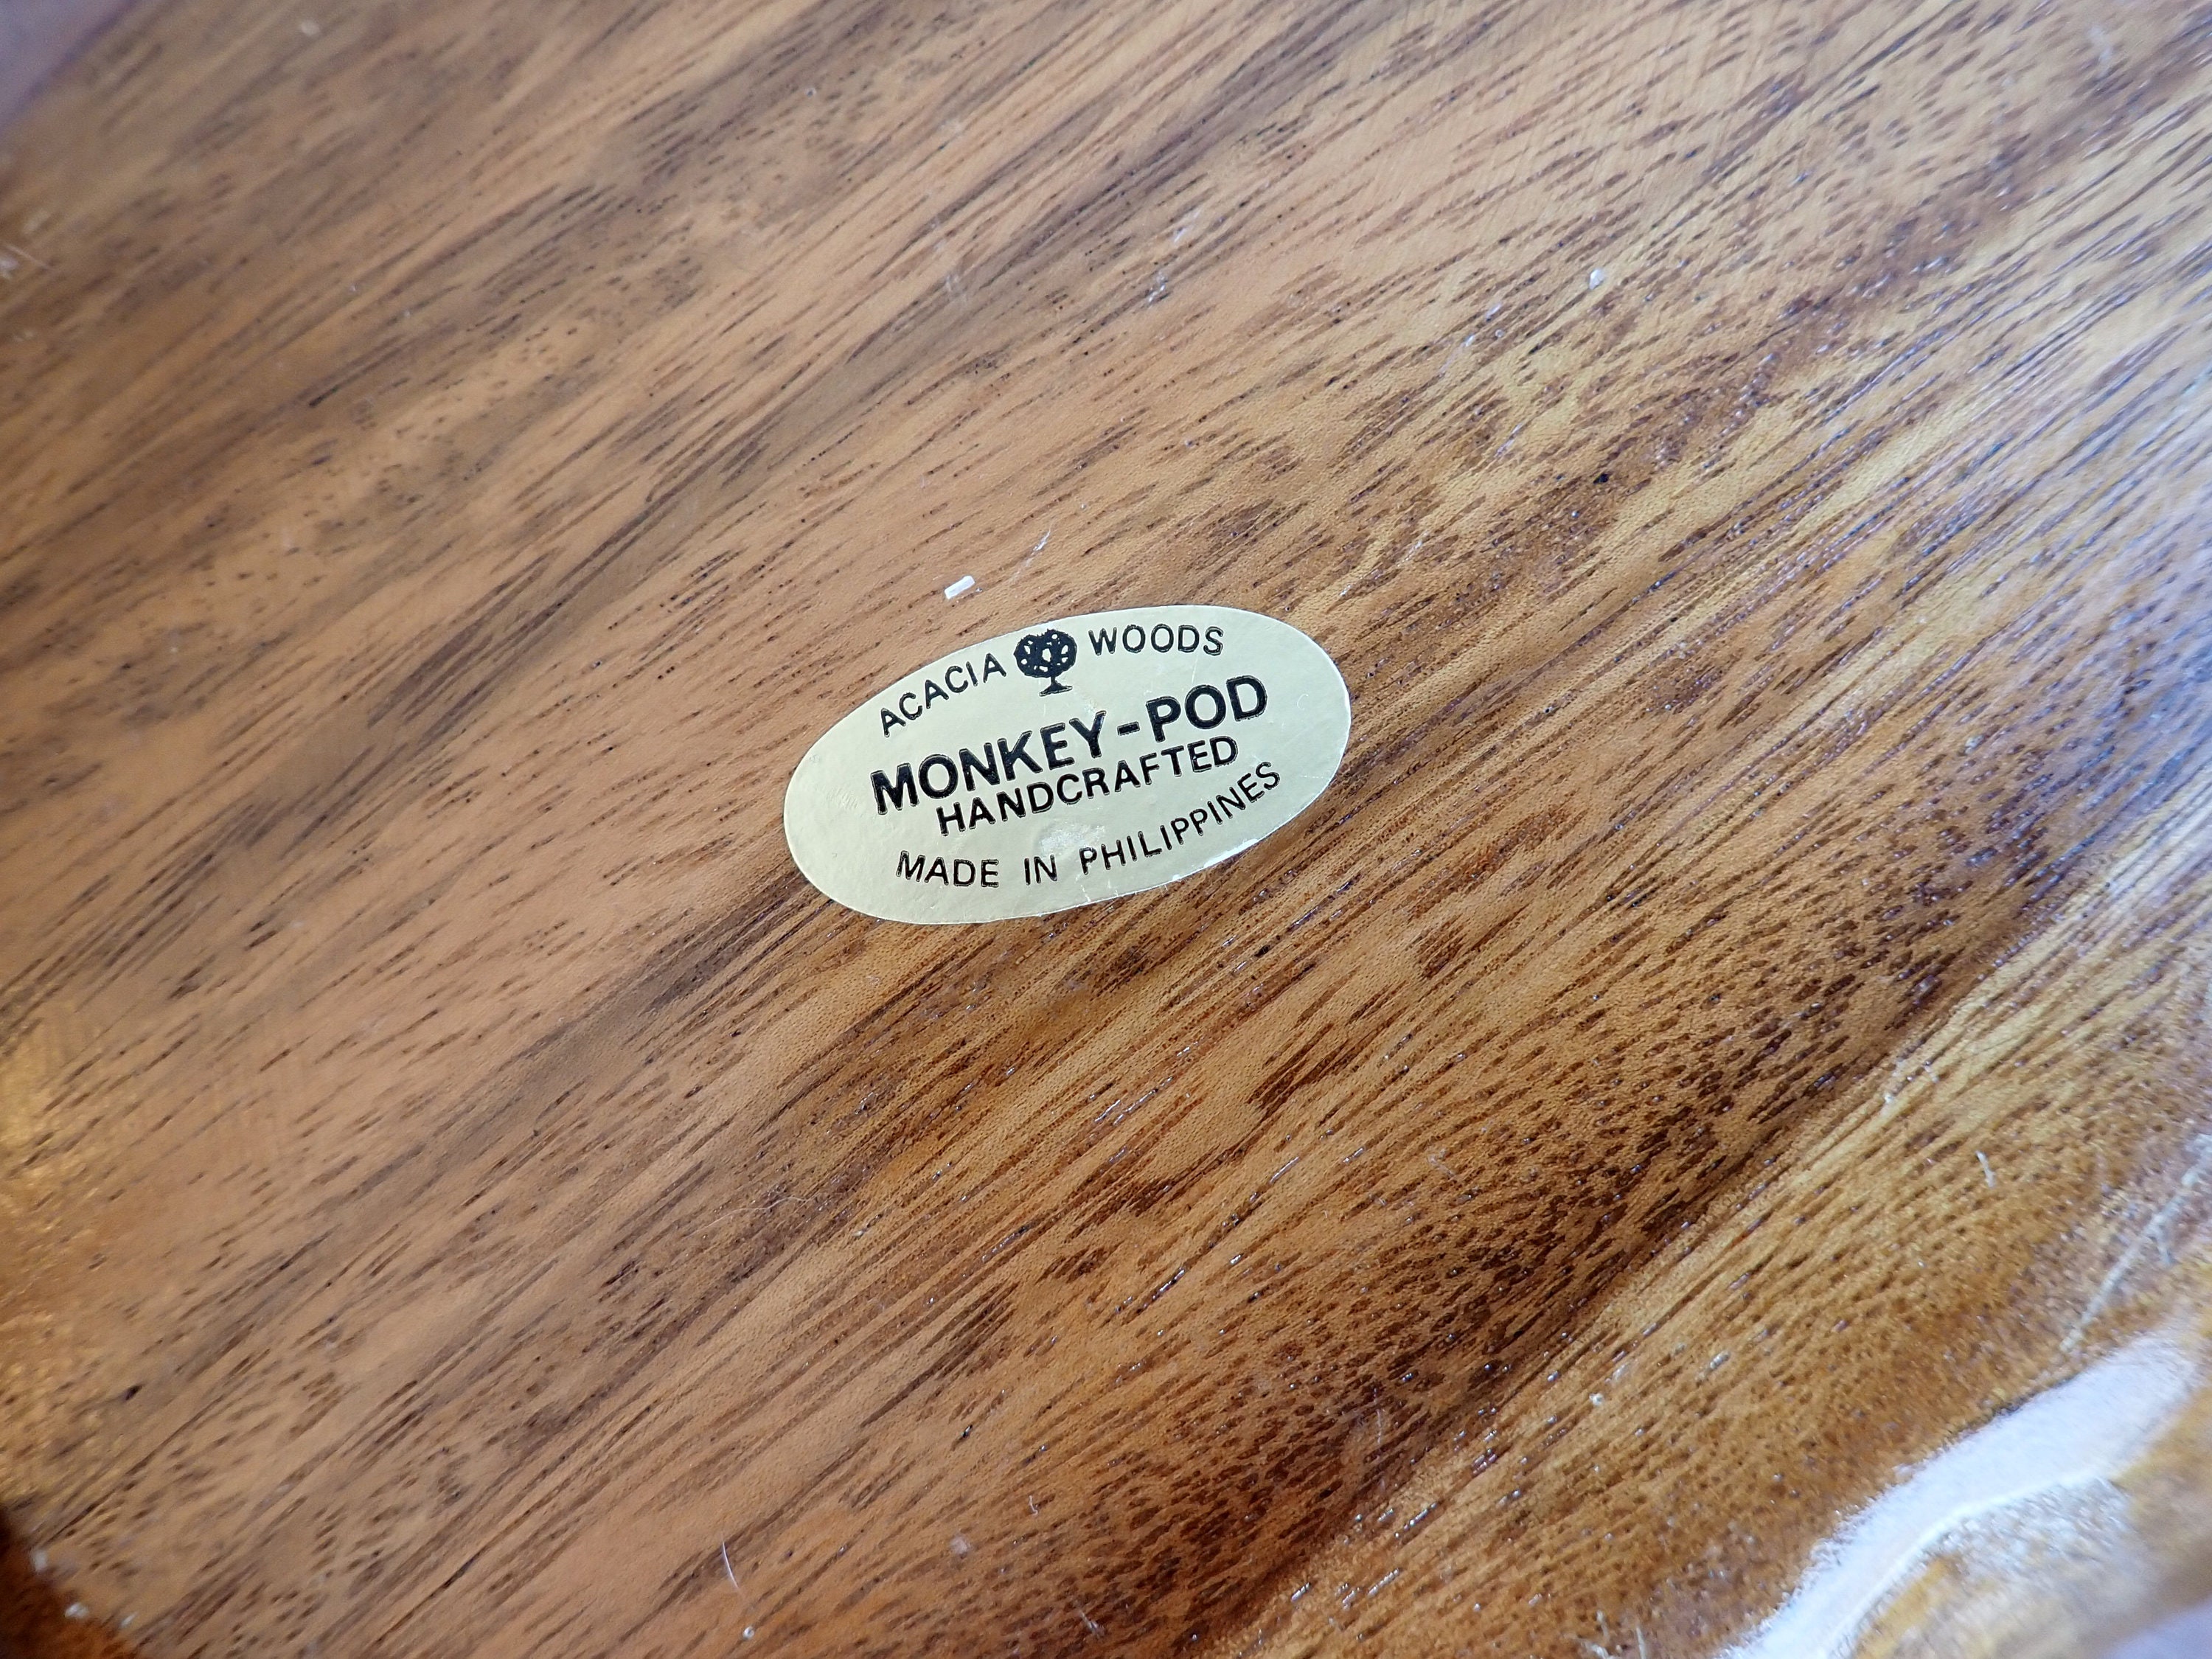 ACACIA WOODS
MONKEY-POD
HANDCRAFTED
MADE IN PHILIPPINES